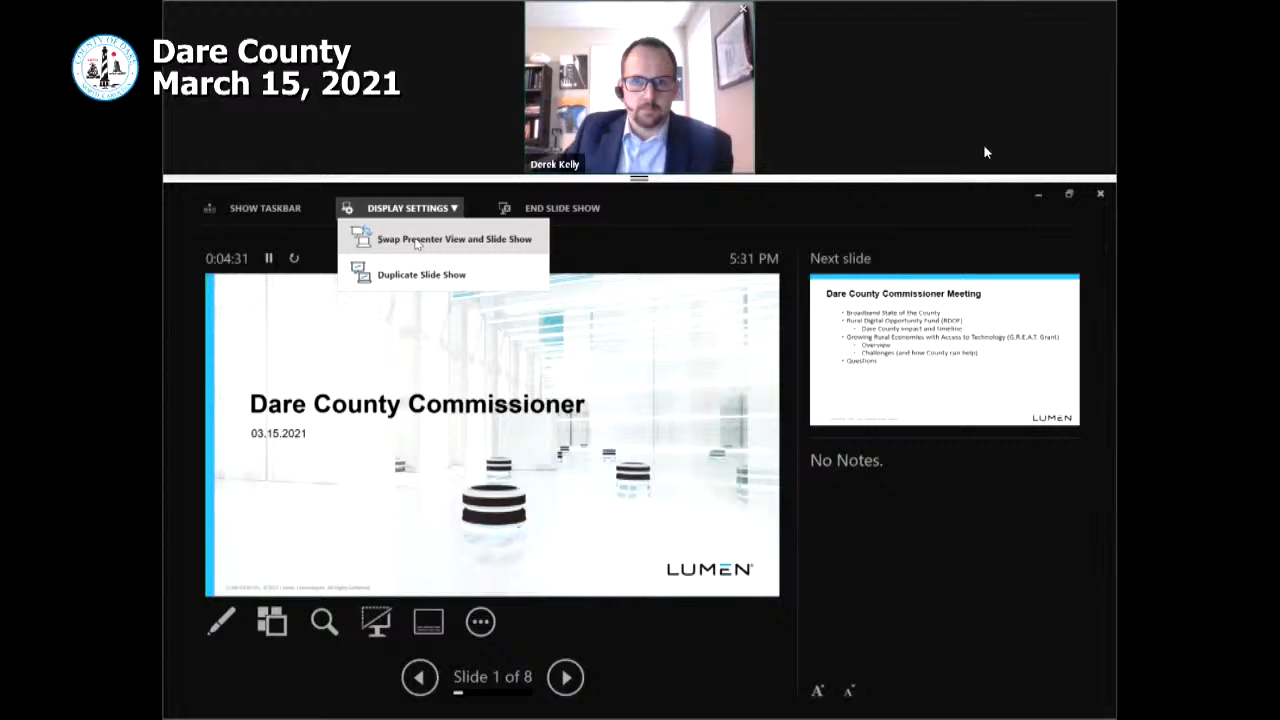 Dare County
March 15, 2021
Derek Kelly
SHOW TASKBAR
DISPLAY SETTINGS ▼
END SLIDE SHOW
Swap Presenter View and Slide Show
Duplicate Slide Show
0:04:31
5:31 PM
Next slide
Dare County Commissioner
03.15.2021
LUMEN®
Dare County Commissioner Meeting
• Broadband State of the County
• Rural Digital Opportunity Fund (RDOF)
• Dare County impact and timeline
• Growing Rural Economies with Access to Technology (G.R.E.A.T. Grant)
• Overview
• Challenges (and how County can help)
• Questions
LUMEN
No Notes.
Slide 1 of 8